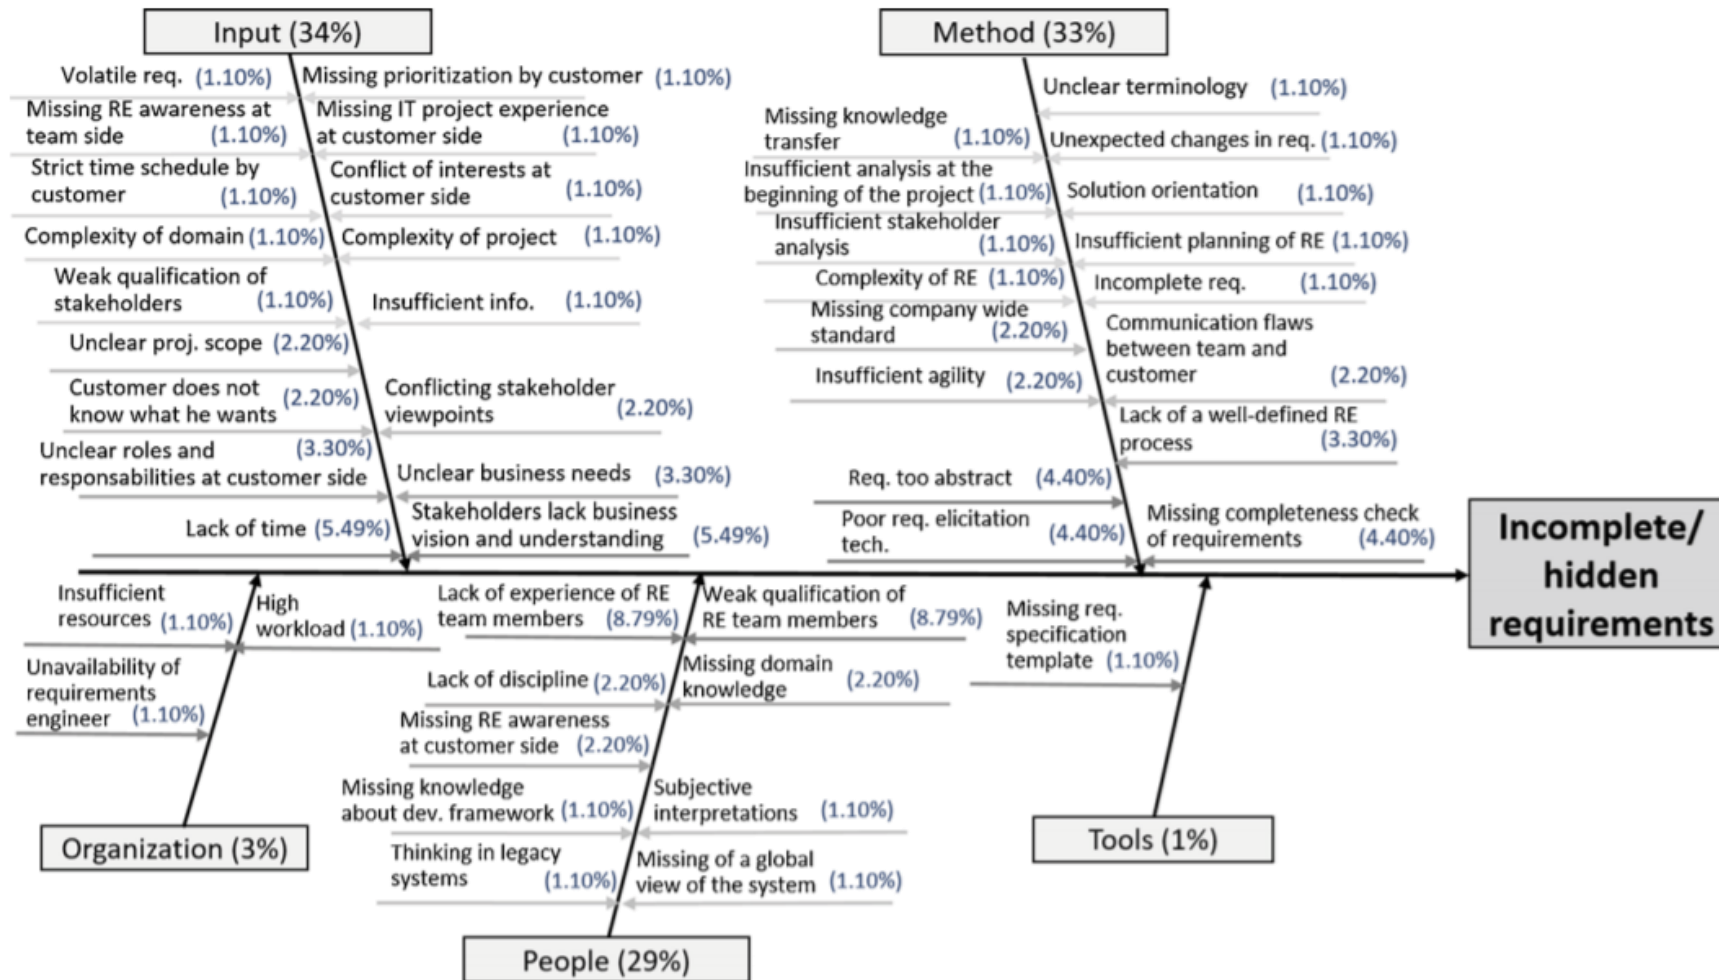 Input (34%)
Volatile req. (1.10%)
Missing prioritization by customer (1.10%)
Missing RE awareness at
team side (1.10%)
Missing IT project experience
at customer side (1.10%)
Strict time schedule by
customer (1.10%)
Conflict of interests at
customer side (1.10%)
Complexity of domain (1.10%)
Complexity of project (1.10%)
Weak qualification of
stakeholders (1.10%)
Insufficient info. (1.10%)
Unclear proj. scope (2.20%)
Customer does not
know what he wants (2.20%)
Conflicting stakeholder
viewpoints (2.20%)
Unclear roles and (3.30%)
responsabilities at customer side
Unclear business needs (3.30%)
Lack of time (5.49%)
Stakeholders lack business
vision and understanding (5.49%)
Method (33%)
Unclear terminology (1.10%)
Missing knowledge
transfer (1.10%)
Unexpected changes in req. (1.10%)
Insufficient analysis at the
beginning of the project (1.10%)
Solution orientation (1.10%)
Insufficient stakeholder
analysis (1.10%)
Insufficient planning of RE (1.10%)
Complexity of RE (1.10%)
Incomplete req. (1.10%)
Missing company wide
standard (2.20%)
Communication flaws
between team and
customer (2.20%)
Insufficient agility (2.20%)
Lack of a well-defined RE
process (3.30%)
Req. too abstract (4.40%)
Poor req. elicitation
tech. (4.40%)
Missing completeness check
of requirements (4.40%)
Incomplete/
hidden
requirements
Insufficient
resources (1.10%)
High
workload (1.10%)
Unavailability of
requirements
engineer (1.10%)
Organization (3%)
Lack of experience of RE
team members (8.79%)
Weak qualification of
RE team members (8.79%)
Lack of discipline (2.20%)
Missing domain
knowledge (2.20%)
Missing RE awareness
at customer side (2.20%)
Missing knowledge
about dev. framework (1.10%)
Subjective
interpretations (1.10%)
Thinking in legacy
systems (1.10%)
Missing of a global
view of the system (1.10%)
People (29%)
Missing req.
specification
template (1.10%)
Tools (1%)